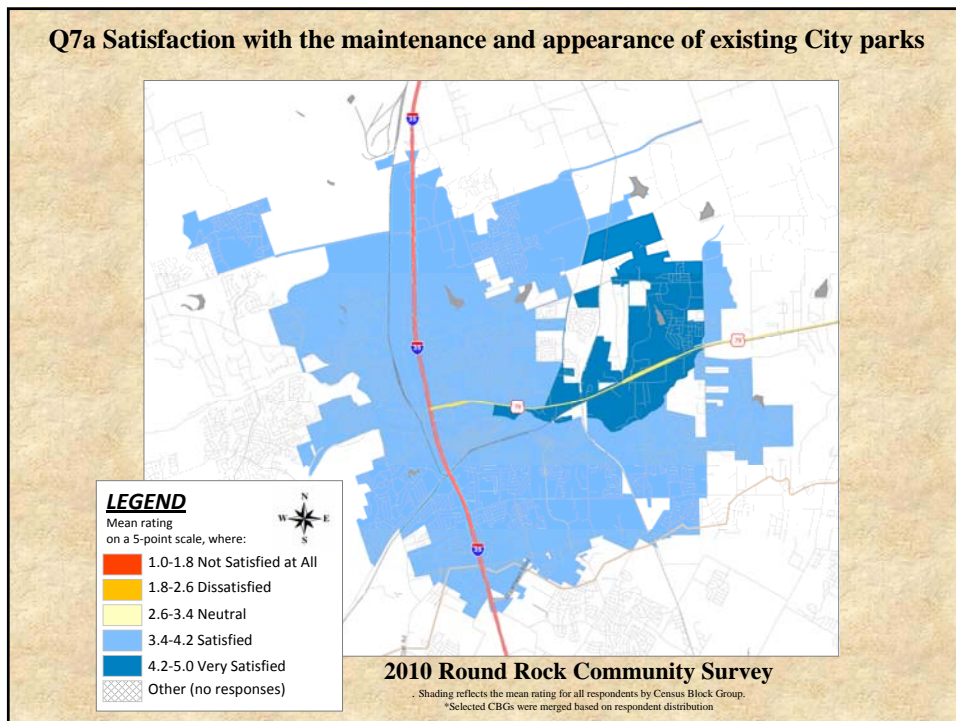 Q7a Satisfaction with the maintenance and appearance of existing City parks
35
35
79
79
35
LEGEND
Mean rating
on a 5-point scale, where:
N
W E
S
1.0-1.8 Not Satisfied at All
1.8-2.6 Dissatisfied
2.6-3.4 Neutral
3.4-4.2 Satisfied
4.2-5.0 Very Satisfied
Other (no responses)
2010 Round Rock Community Survey
. Shading reflects the mean rating for all respondents by Census Block Group.
*Selected CBGs were merged based on respondent distribution